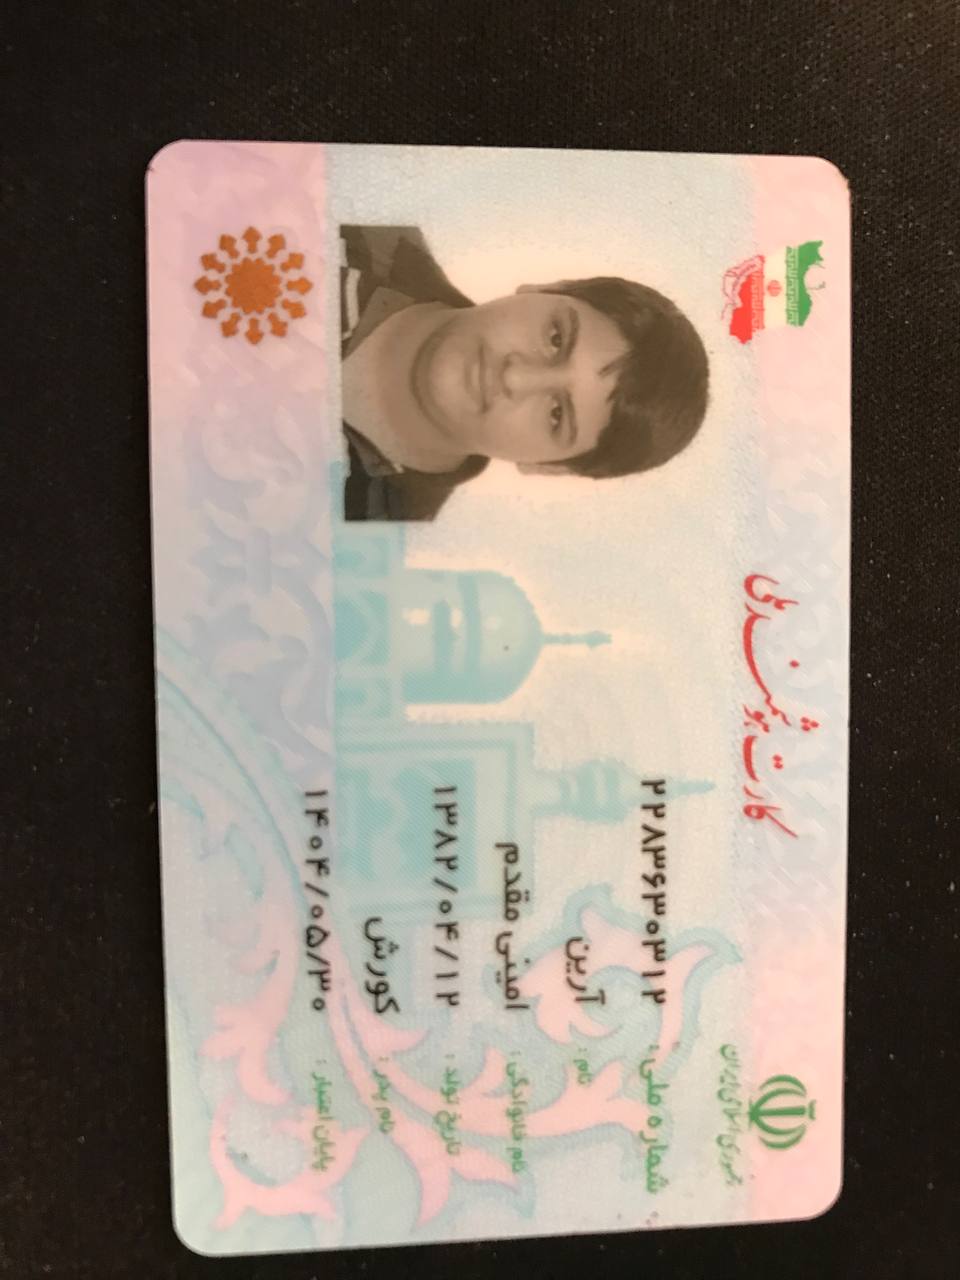 کارت هوشمند ملی
جمهوری اسلامی ایران
شماره ملی : ۲۲۸۳۶۳۰۳۱۲
نام : آرین
نام خانوادگی : امینی مقدم
تاریخ تولد : ۱۳۸۲/۰۴/۱۲
نام پدر : کورش
پایان اعتبار : ۱۴۰۴/۰۵/۳۰